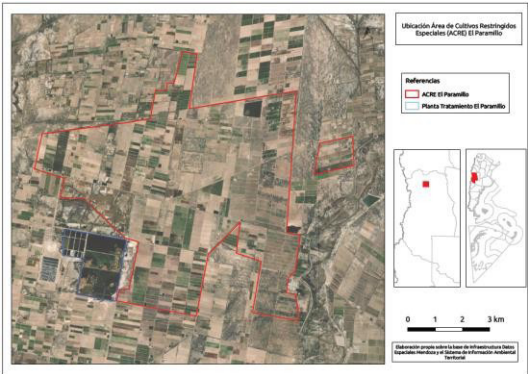 Ubicación Área de Cultivos Restringidos
Especiales (ACRE) El Paramillo
Referencias
ACRE El Paramillo
Planta Tratamiento El Paramillo
0 1 2 3 km
Elaboración propia sobre la base de Infraestructura Datos
Espaciales Mendoza y el Sistema de Información Ambiental
Territorial